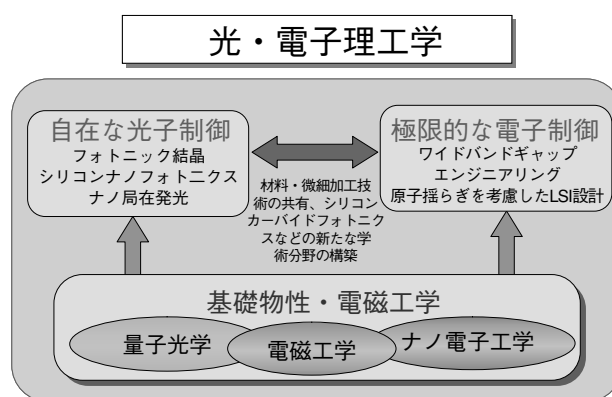 光・電子理工学
自在な光子制御
フォトニック結晶
シリコンナノフォトニクス
ナノ局在発光
極限的な電子制御
ワイドバンドギャップ
エンジニアリング
原子揺らぎを考慮したLSI設計
材料・微細加工技
術の共有、シリコン
カーバイドフォトニク
スなどの新たな学
術分野の構築
基礎物性・電磁工学
量子光学
電磁工学
ナノ電子工学